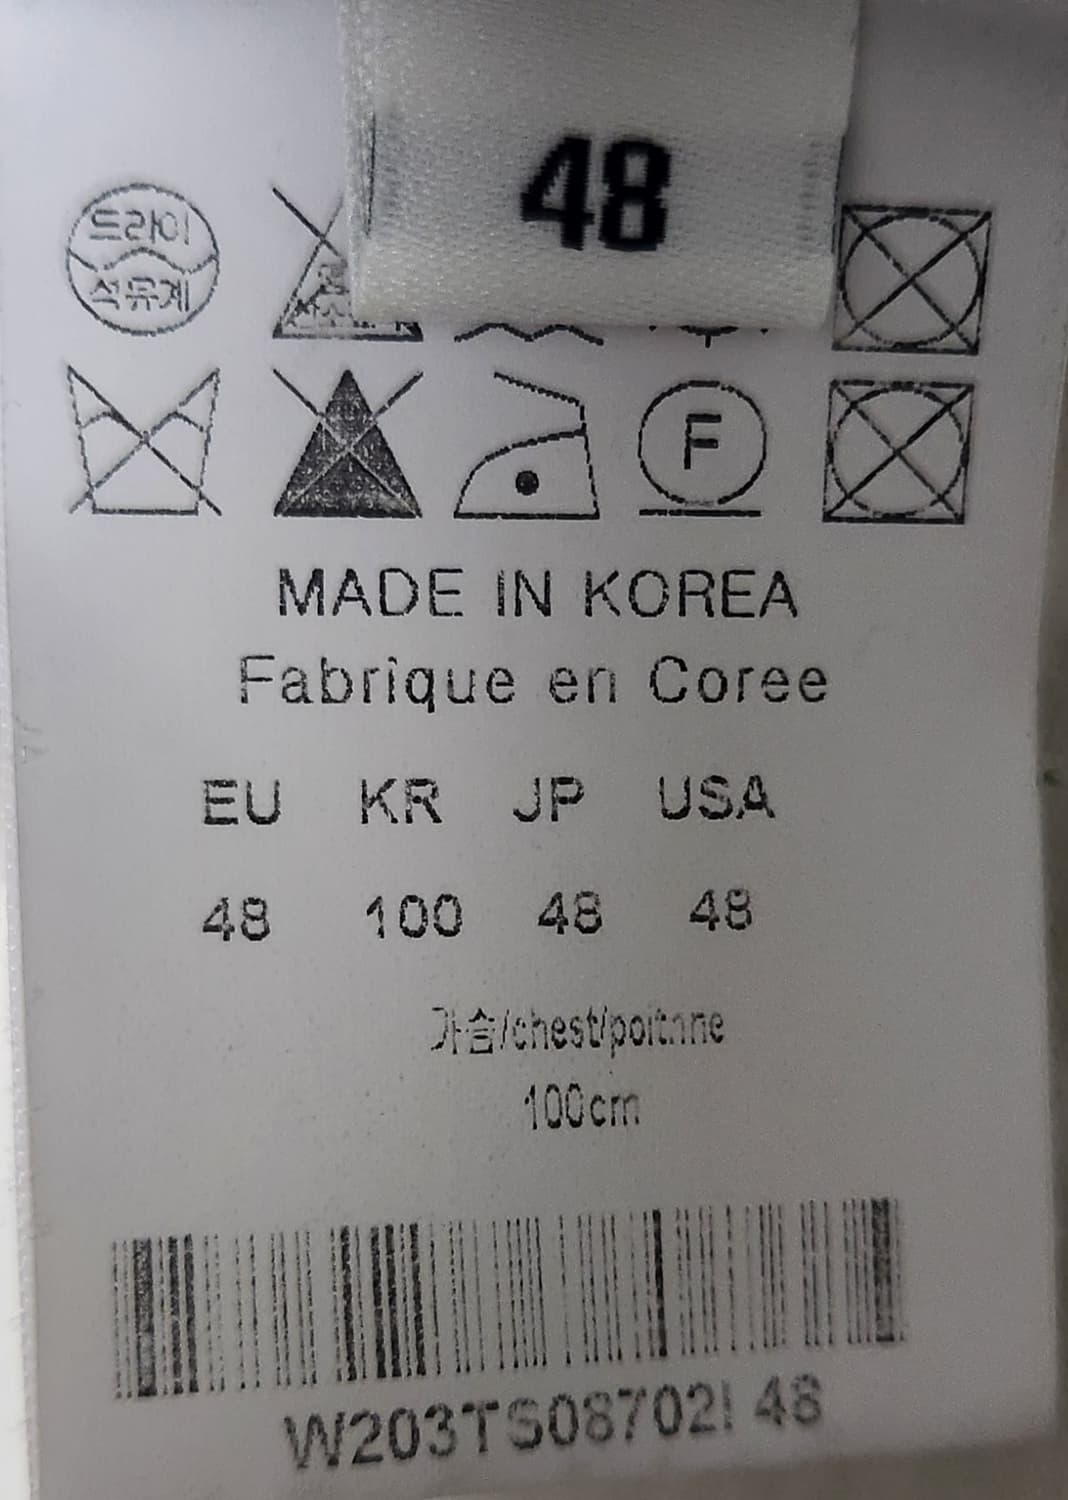 48
드라이
석유계
F
MADE IN KOREA
Fabrique en Coree
EU KR JP USA
48 100 48 48
가슴/chest/poitrine
100cm
48